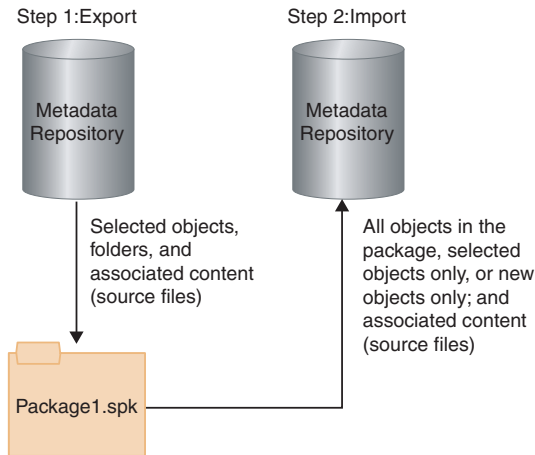 Step 1:Export
Step 2:Import
Metadata
Repository
Metadata
Repository
Selected objects,
folders, and
associated content
(source files)
All objects in the
package, selected
objects only, or new
objects only; and
associated content
(source files)
Package1.spk